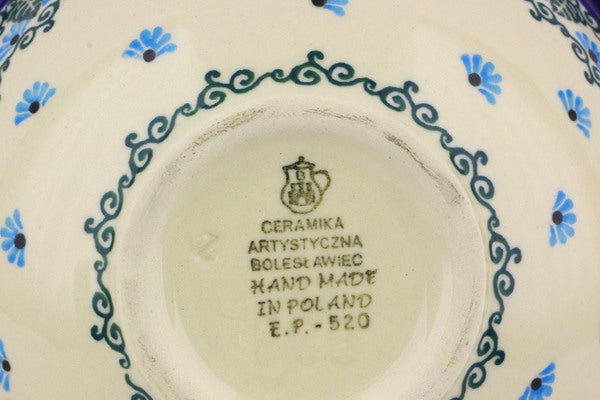 CERAMIKA
ARTYSTYCZNA
BOLESŁAWIEC
HAND MADE
IN POLAND
E.P. - 520